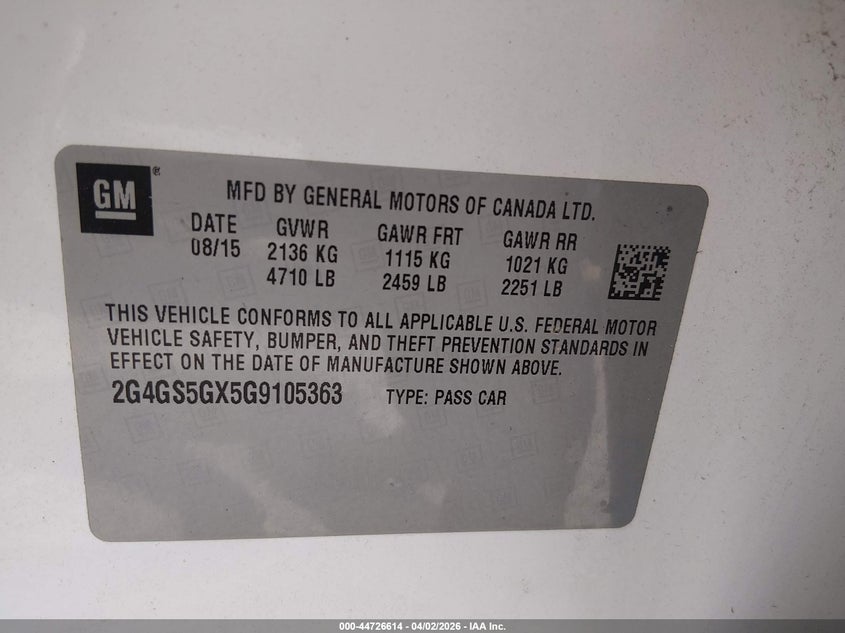 GM ®
MFD BY GENERAL MOTORS OF CANADA LTD.
DATE GVWR GAWR FRT GAWR RR
08/15 2136 KG 1115 KG 1021 KG
4710 LB 2459 LB 2251 LB
THIS VEHICLE CONFORMS TO ALL APPLICABLE U.S. FEDERAL MOTOR
VEHICLE SAFETY, BUMPER, AND THEFT PREVENTION STANDARDS IN
EFFECT ON THE DATE OF MANUFACTURE SHOWN ABOVE.
2G4GS5GX5G9105363 TYPE: PASS CAR
000-44726614 - 04/02/2026 - IAA Inc.